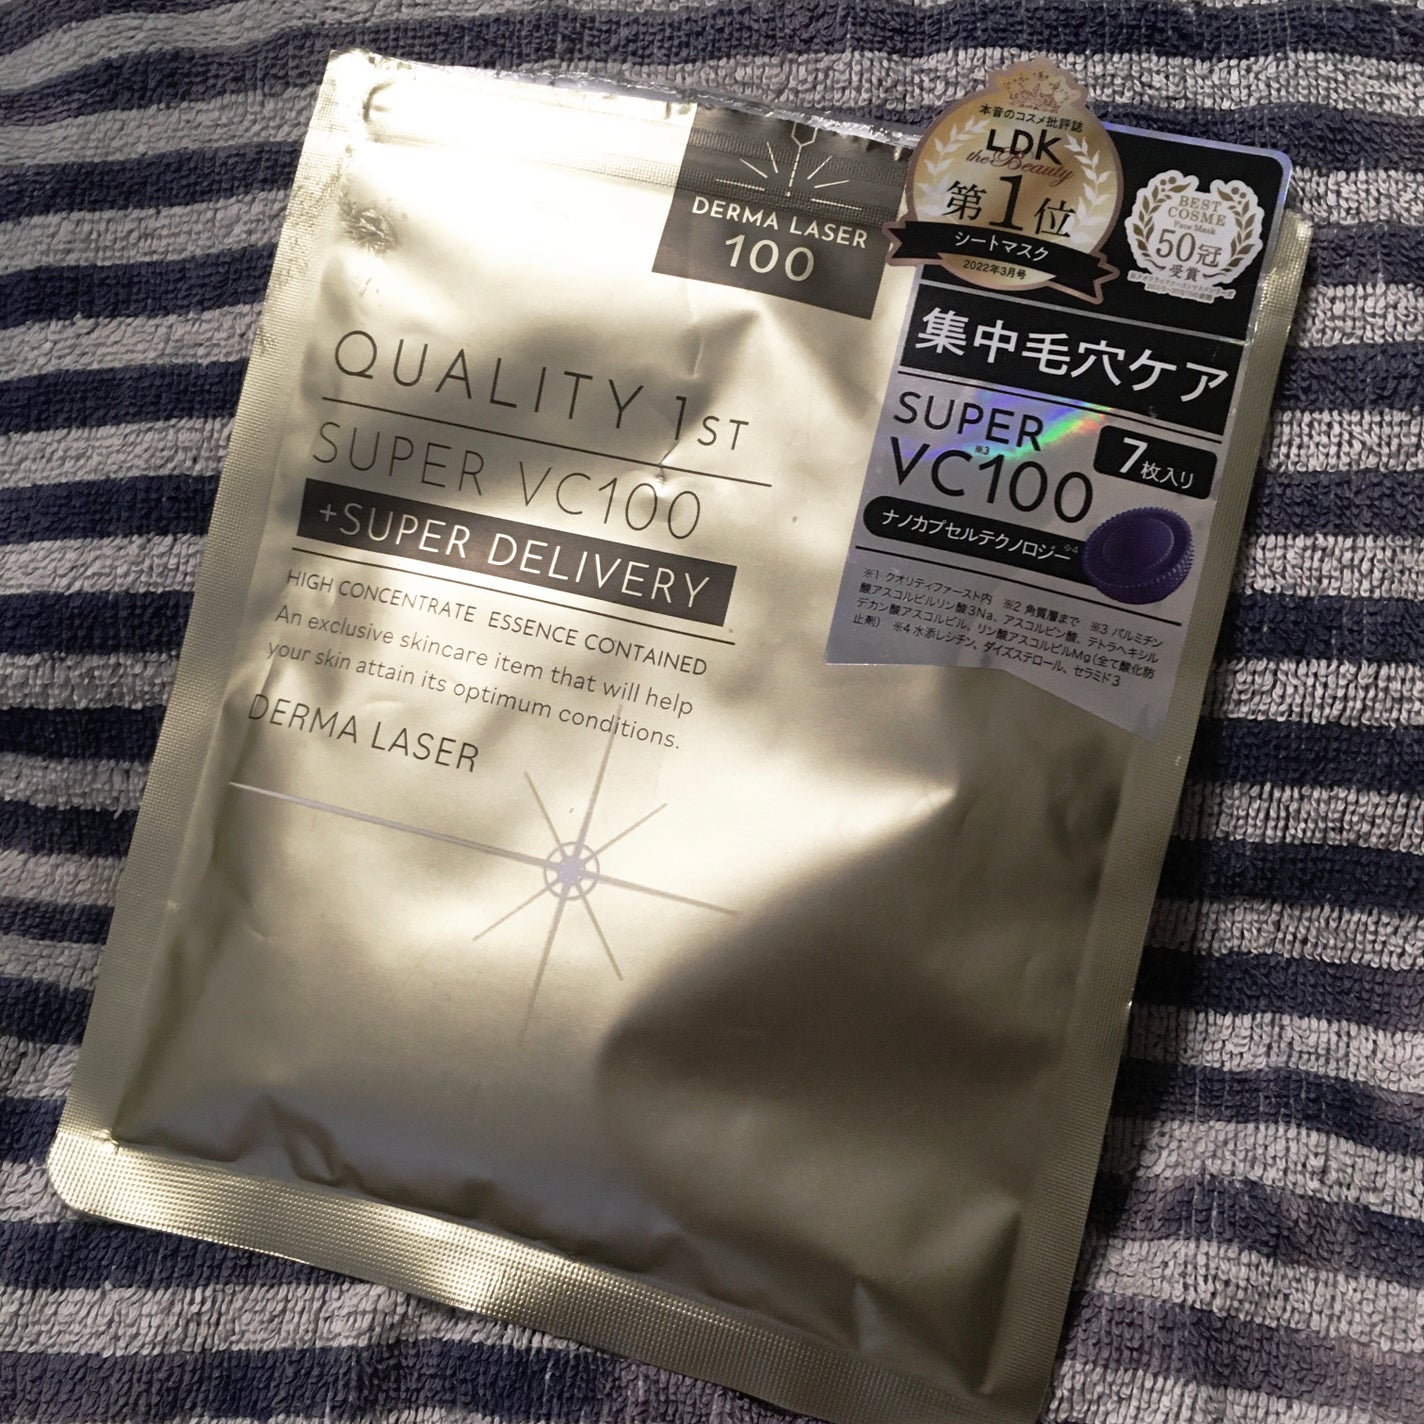 DERMA LASER
100
QUALITY 1ST
SUPER VC100
+SUPER DELIVERY
HIGH CONCENTRATE ESSENCE CONTAINED
An exclusive skincare item that will help
your skin attain its optimum conditions.
DERMA LASER
本音のコスメ批評誌
LDK
the Beauty
第1位
シートマスク
2022年3月号
BEST
COSME
Face Mask
50冠
受賞
集中毛穴ケア
SUPER
VC100
※3
7枚入り
ナノカプセルテクノロジー※4
※1 クオリティファースト内 ※2 角質層まで ※3 パルミチン
酸アスコルビルリン酸3Na、アスコルビン酸、テトラヘキシル
デカン酸アスコルビル、リン酸アスコルビルMg(全て酸化防
止剤) ※4 水添レシチン、ダイズステロール、セラミド3